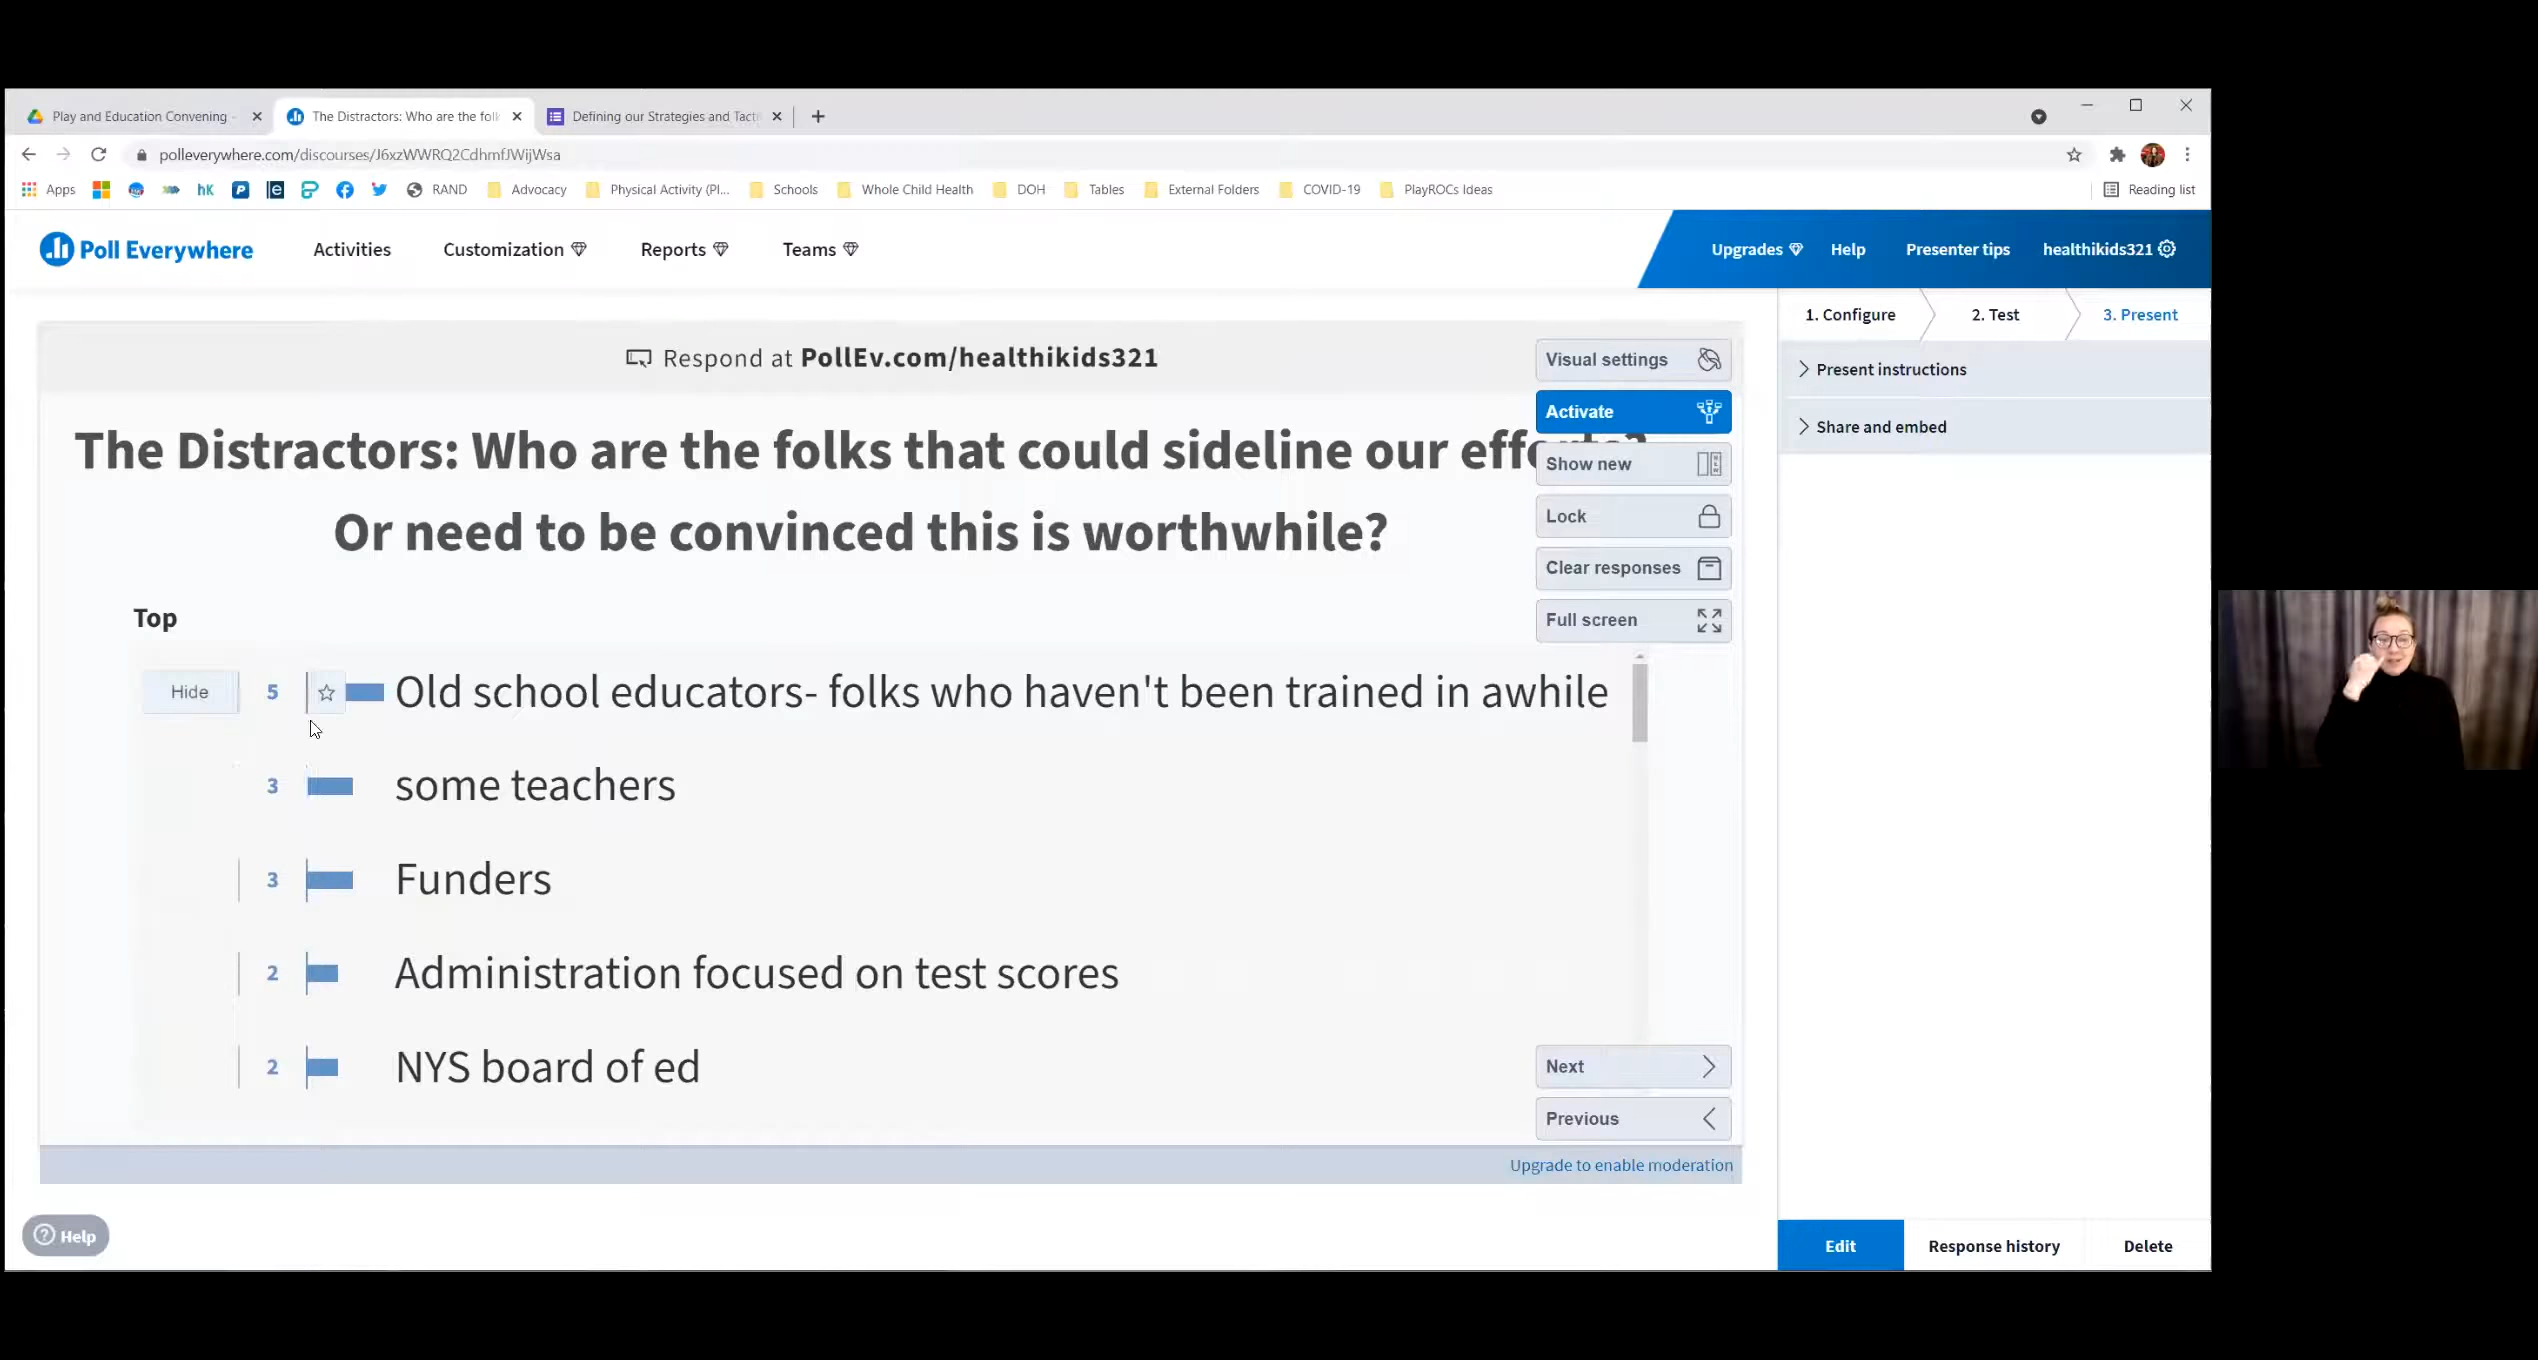 Play and Education Convening -
The Distractors: Who are the folk
Defining our Strategies and Tacti
polleverywhere.com/discourses/J6xzWWRQ2CdhmfJWijWsa
Apps
hk
RAND
Advocacy
Physical Activity (Pl...
Schools
Whole Child Health
DOH
Tables
External Folders
COVID-19
PlayROCs Ideas
Reading list
Poll Everywhere
Activities
Customization
Reports
Teams
Upgrades
Help
Presenter tips
healthikids321
1. Configure
2. Test
3. Present
Respond at PollEv.com/healthikids321
Visual settings
Present instructions
Activate
Share and embed
The Distractors: Who are the folks that could sideline our efforts?
Show new
Or need to be convinced this is worthwhile?
Lock
Clear responses
Top
Full screen
Hide 5 Old school educators- folks who haven't been trained in awhile
3 some teachers
3 Funders
2 Administration focused on test scores
2 NYS board of ed
Next
Previous
Upgrade to enable moderation
Help
Edit
Response history
Delete